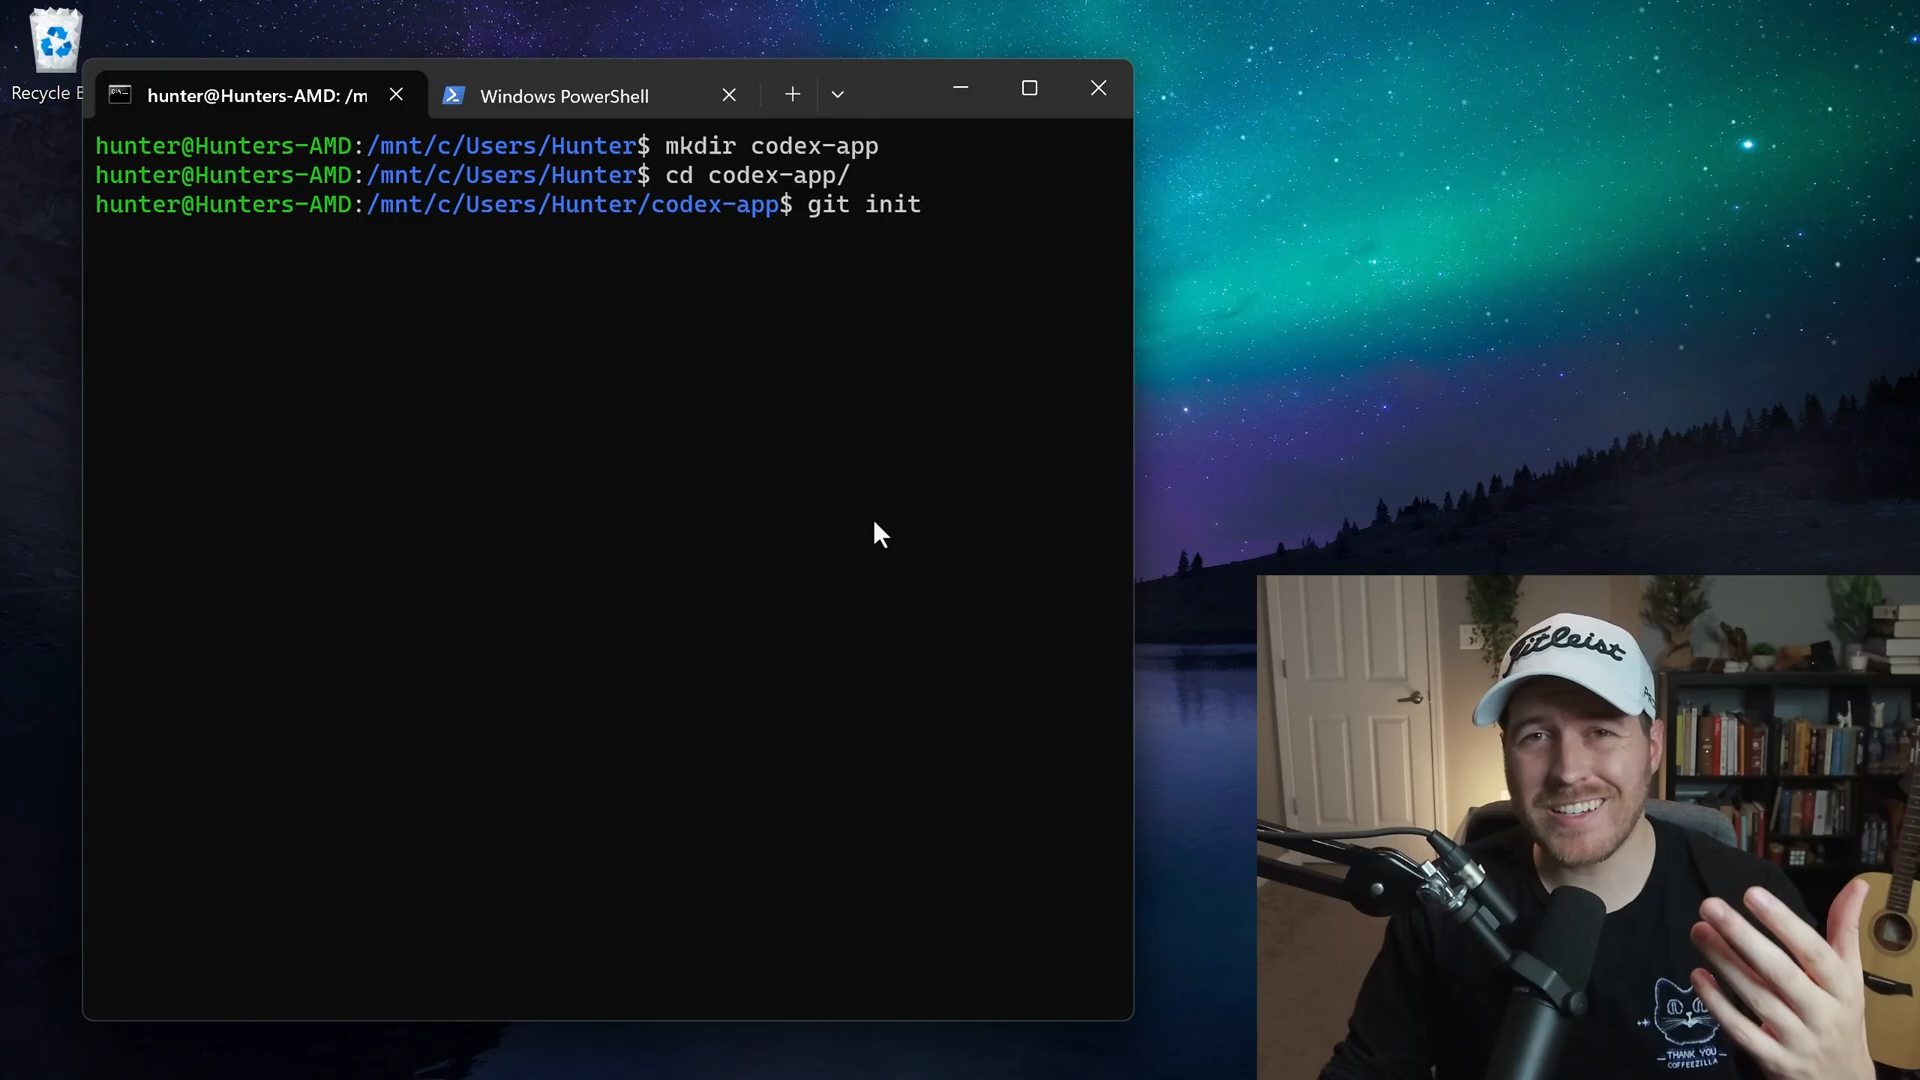 Recycle B
hunter@Hunters-AMD: /m
Windows PowerShell
hunter@Hunters-AMD:/mnt/c/Users/Hunter$ mkdir codex-app
hunter@Hunters-AMD:/mnt/c/Users/Hunter$ cd codex-app/
hunter@Hunters-AMD:/mnt/c/Users/Hunter/codex-app$ git init
Titleist
THANK YOU
COFFEEZILLA